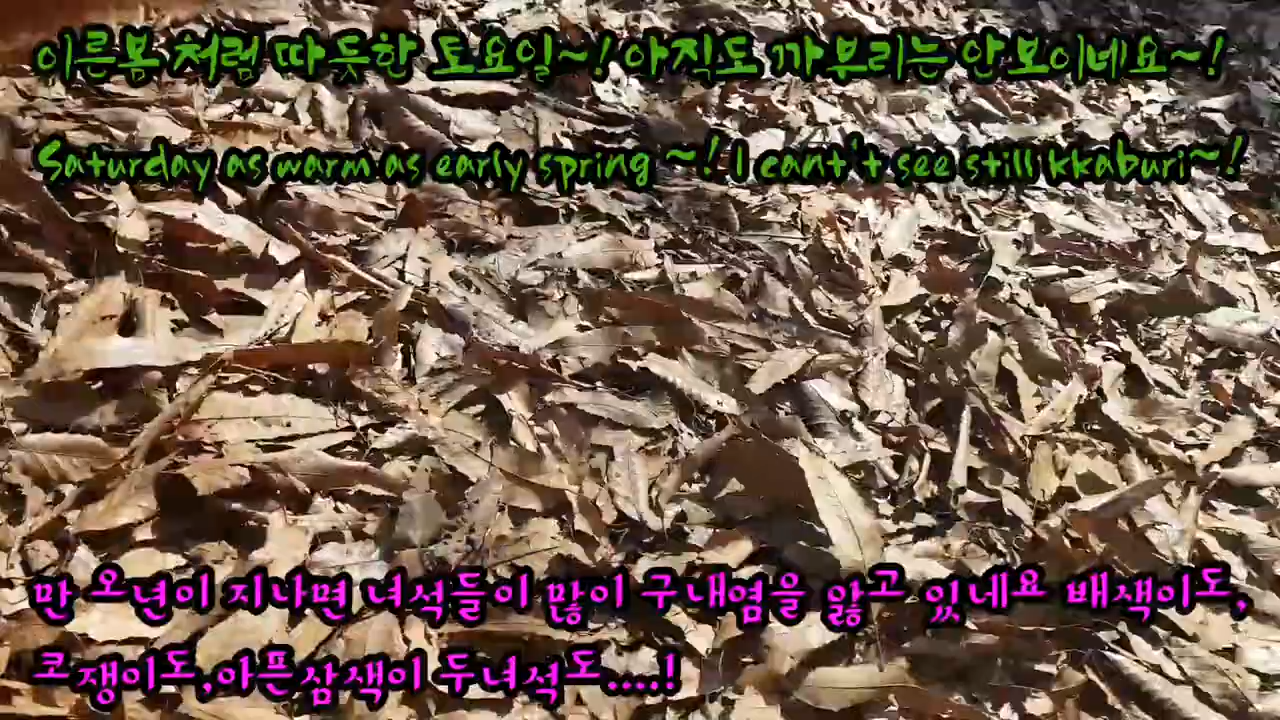 이른봄 처럼 따듯한 토요일~! 아직도 까부리는 안보이네요~!
Saturday as warm as early spring ~! I cant't see still kkaburi~!
만 오년이 지나면 녀석들이 많이 구내염을 앓고 있네요 배색이도,
코쟁이도,아픈삼색이 두녀석도....!